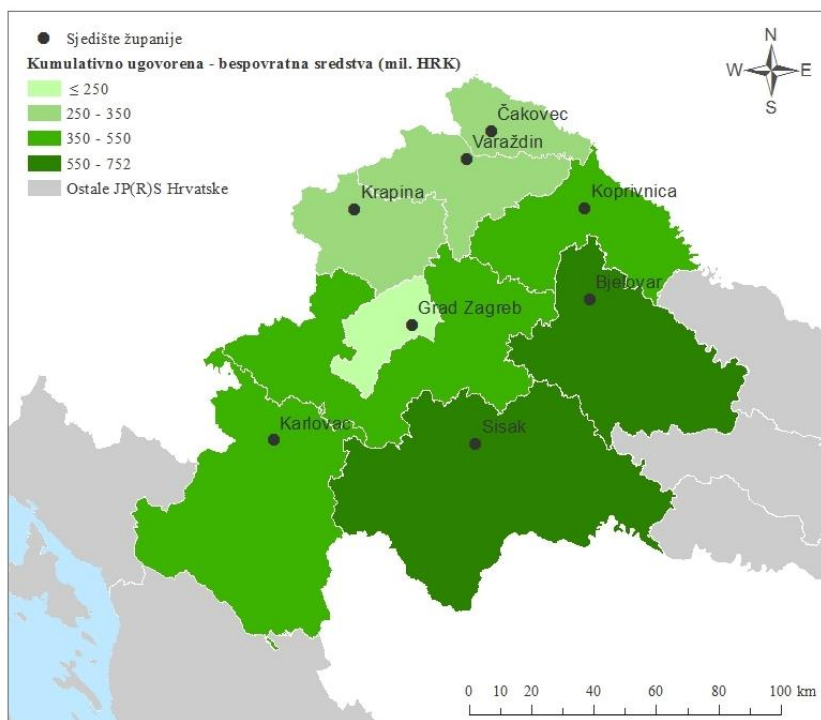 Sjedište županije
Kumulativno ugovorena - bespovratna sredstva (mil. HRK)
≤ 250
250 - 350
350 - 550
550 - 752
Ostale JP(R)S Hrvatske
N
W E
S
Čakovec
Varaždin
Krapina
Koprivnica
Bjelovar
Grad Zagreb
Karlovac
Sisak
0 10 20 40 60 80 100 km